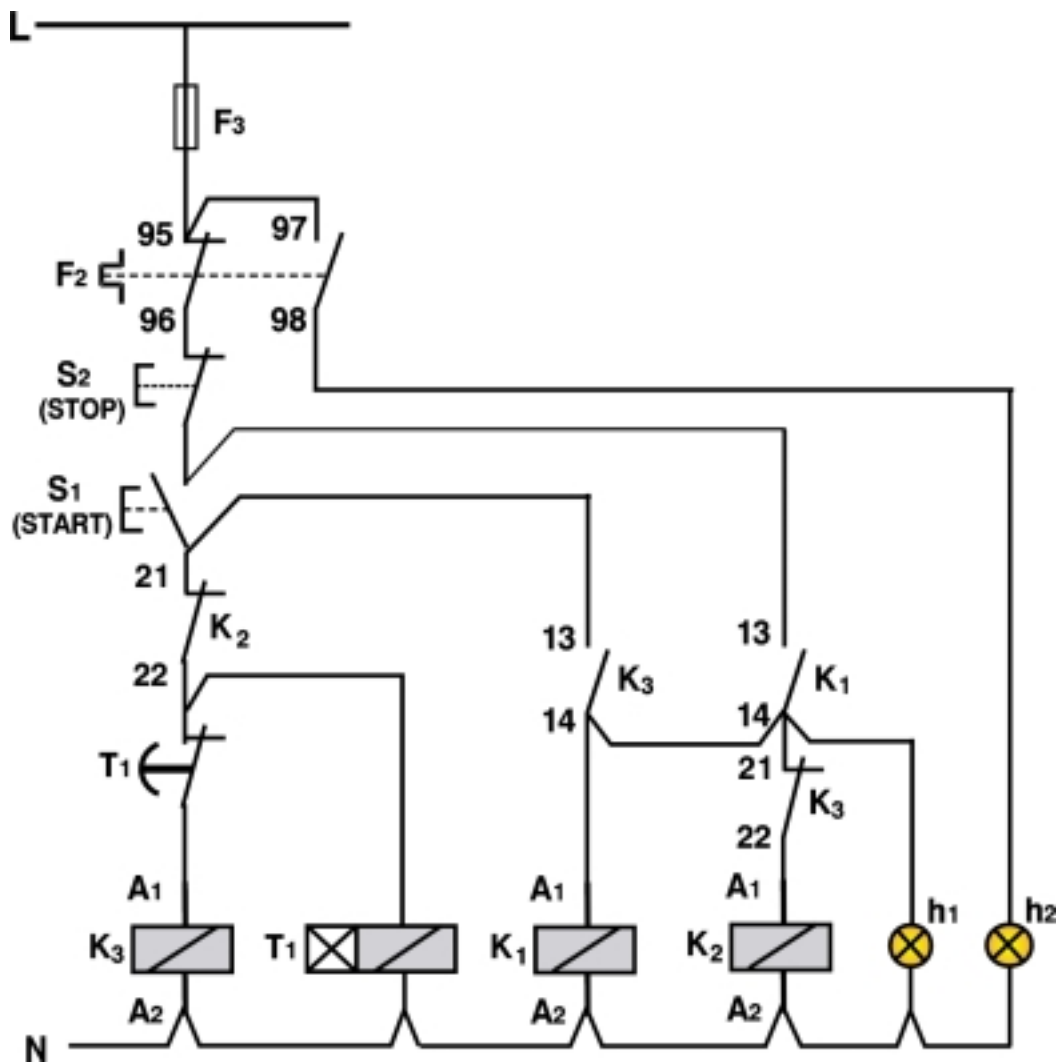 L
F3
95 97
F2
96 98
S2
(STOP)
S1
(START)
21
K2
22
13 13
K3 K1
14 14
T1
21
K3
22
A1 A1 A1
h1 h2
K3 T1 K1 K2
A2 A2 A2
N